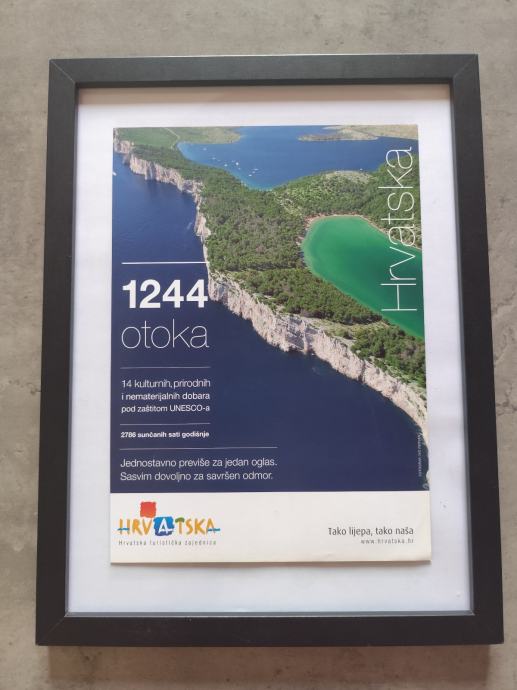 Hrvatska
1244
otoka
14 kulturnih, prirodnih
i nematerijalnih dobara
pod zaštitom UNESCO-a
2786 sunčanih sati godišnje
Jednostavno previše za jedan oglas.
Sasvim dovoljno za savršen odmor.
HRVATSKA
Hrvatska turistička zajednica
Tako lijepa, tako naša
www.hrvatska.hr